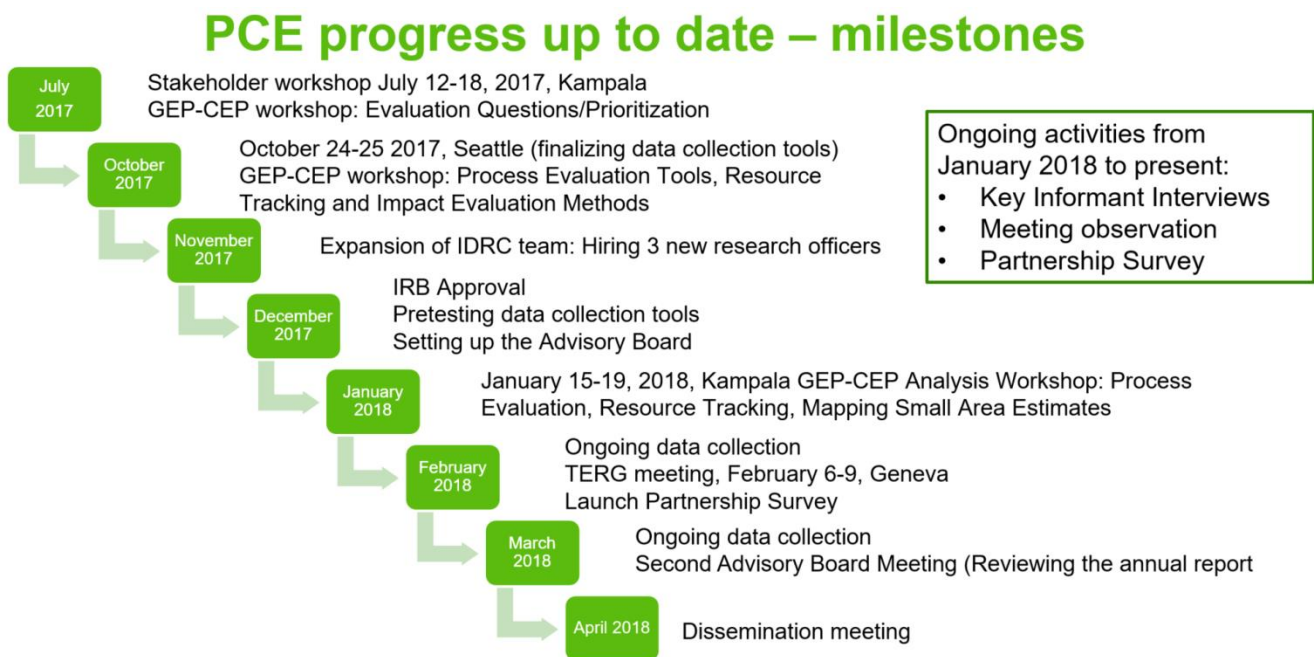 PCE progress up to date – milestones
July
2017
Stakeholder workshop July 12-18, 2017, Kampala
GEP-CEP workshop: Evaluation Questions/Prioritization
October
2017
October 24-25 2017, Seattle (finalizing data collection tools)
GEP-CEP workshop: Process Evaluation Tools, Resource
Tracking and Impact Evaluation Methods
November
2017
Expansion of IDRC team: Hiring 3 new research officers
December
2017
IRB Approval
Pretesting data collection tools
Setting up the Advisory Board
January
2018
January 15-19, 2018, Kampala GEP-CEP Analysis Workshop: Process
Evaluation, Resource Tracking, Mapping Small Area Estimates
February
2018
Ongoing data collection
TERG meeting, February 6-9, Geneva
Launch Partnership Survey
March
2018
Ongoing data collection
Second Advisory Board Meeting (Reviewing the annual report
April 2018
Dissemination meeting
Ongoing activities from
January 2018 to present:
• Key Informant Interviews
• Meeting observation
• Partnership Survey